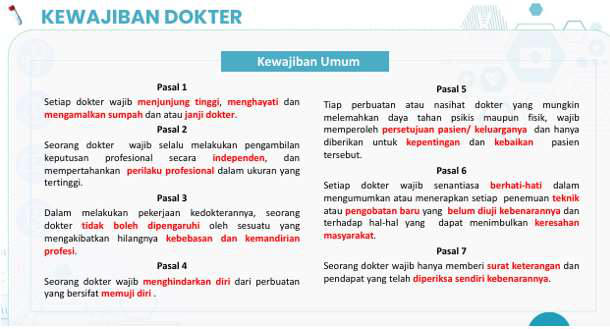 KEWAJIBAN DOKTER
Kewajiban Umum
Pasal 1
Setiap dokter wajib menjunjung tinggi, menghayati dan
mengamalkan sumpah dan atau janji dokter.
Pasal 2
Seorang dokter wajib selalu melakukan pengambilan
keputusan profesional secara independen, dan
mempertahankan perilaku profesional dalam ukuran yang
tertinggi.
Pasal 3
Dalam melakukan pekerjaan kedokterannya, seorang
dokter tidak boleh dipengaruhi oleh sesuatu yang
mengakibatkan hilangnya kebebasan dan kemandirian
profesi.
Pasal 4
Seorang dokter wajib menghindarkan diri dari perbuatan
yang bersifat memuji diri .
Pasal 5
Tiap perbuatan atau nasihat dokter yang mungkin
melemahkan daya tahan psikis maupun fisik, wajib
memperoleh persetujuan pasien/ keluarganya dan hanya
diberikan untuk kepentingan dan kebaikan pasien
tersebut.
Pasal 6
Setiap dokter wajib senantiasa berhati-hati dalam
mengumumkan atau menerapkan setiap penemuan teknik
atau pengobatan baru yang belum diuji kebenarannya dan
terhadap hal-hal yang dapat menimbulkan keresahan
masyarakat.
Pasal 7
Seorang dokter wajib hanya memberi surat keterangan dan
pendapat yang telah diperiksa sendiri kebenarannya.